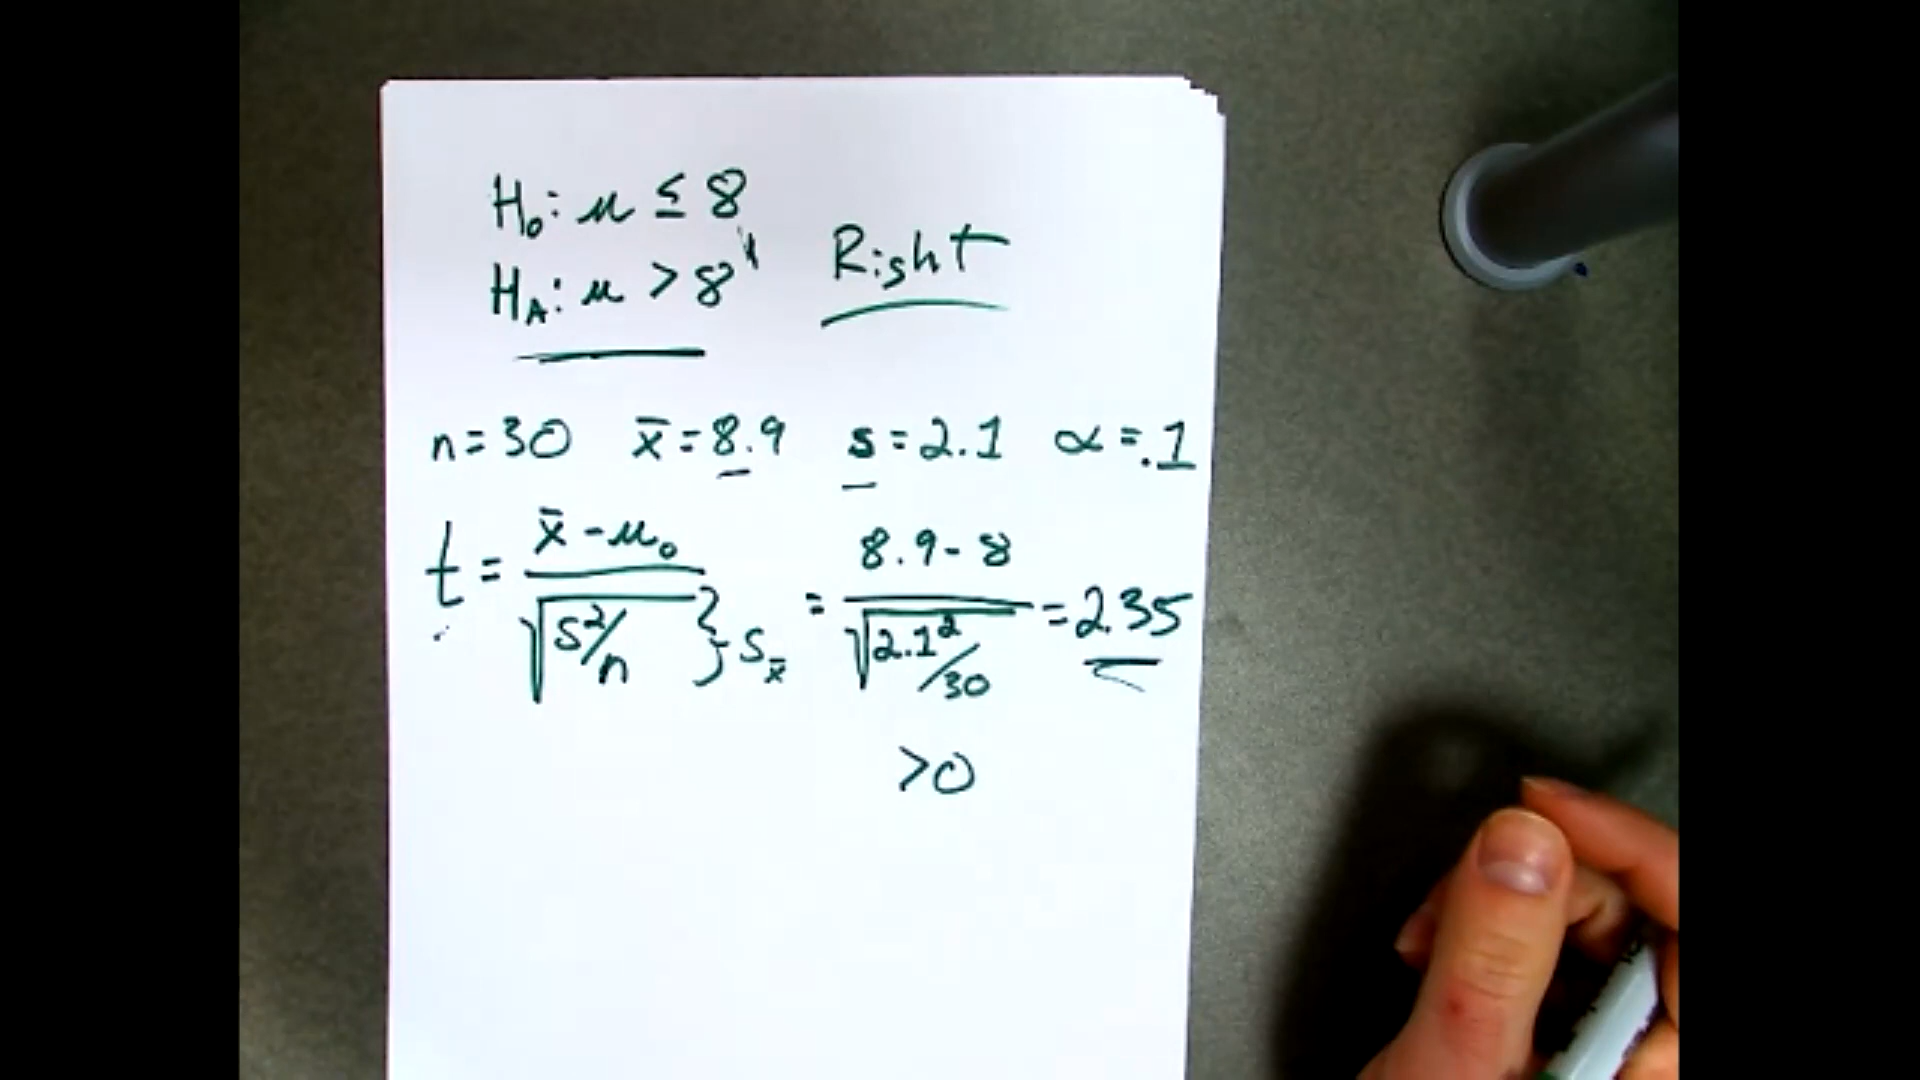 H₀: μ ≤ 8
H_A: μ > 8 Right
n = 30 x̄ = 8.9 s = 2.1 α = .1
t = (x̄ - μ₀) / √(s²/n) } s_x̄ = (8.9 - 8) / √(2.1²/30) = 2.35
>0